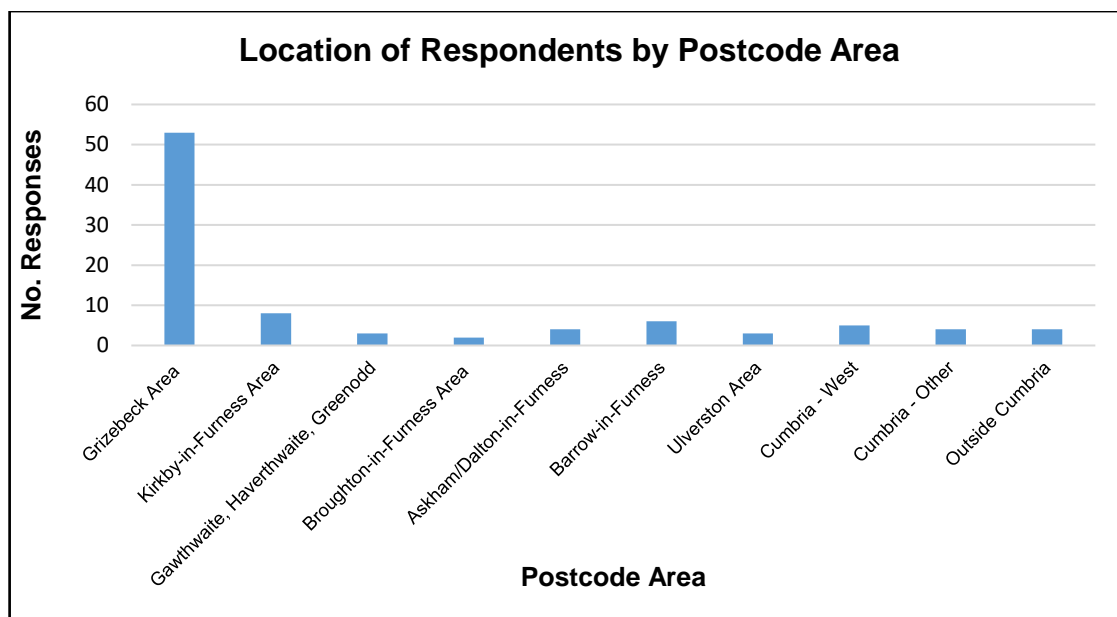 Location of Respondents by Postcode Area
No. Responses
60
50
40
30
20
10
0
Grizebeck Area
Kirkby-in-Furness Area
Gawthwaite, Haverthwaite, Greenodd
Broughton-in-Furness Area
Askham/Dalton-in-Furness
Barrow-in-Furness
Ulverston Area
Cumbria - West
Cumbria - Other
Outside Cumbria
Postcode Area